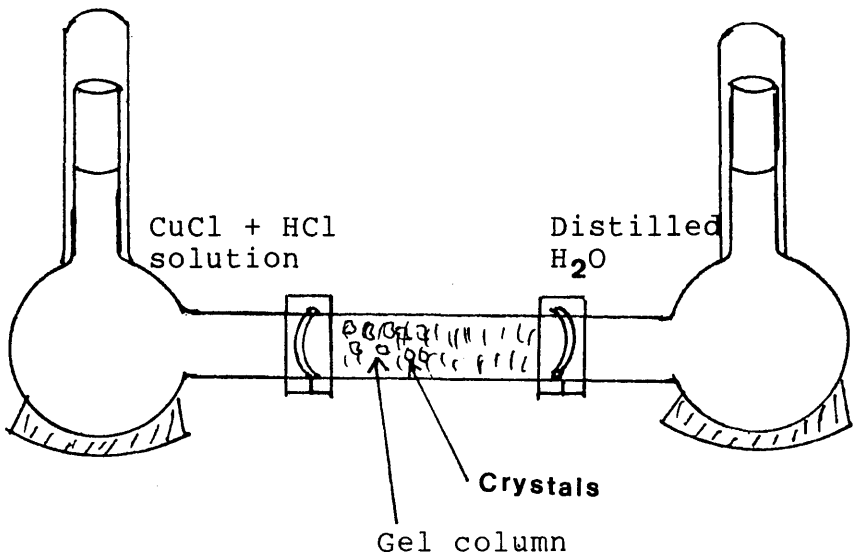 CuCl + HCl
solution
Distilled
H₂O
Crystals
Gel column